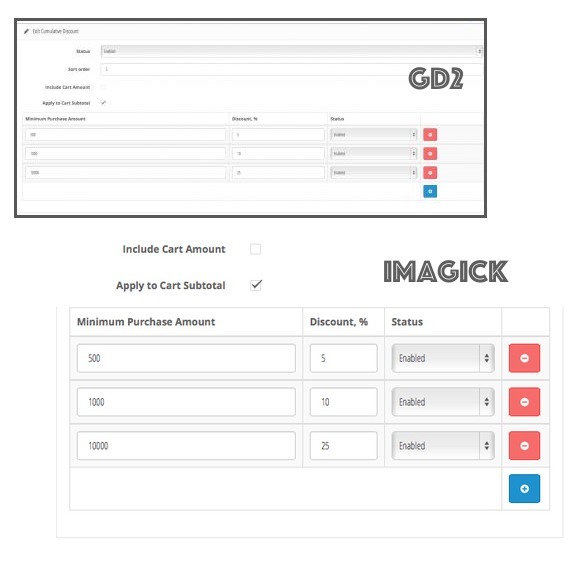 Edit Cumulative Discount
Status Enabled
Sort order
GD2
Include Cart Amount
Apply to Cart Subtotal
Minimum Purchase Amount Discount, % Status
500 5 Enabled
1000 10 Enabled
10000 25 Enabled
Include Cart Amount
IMAGICK
Apply to Cart Subtotal
Minimum Purchase Amount Discount, % Status
500 5 Enabled
1000 10 Enabled
10000 25 Enabled